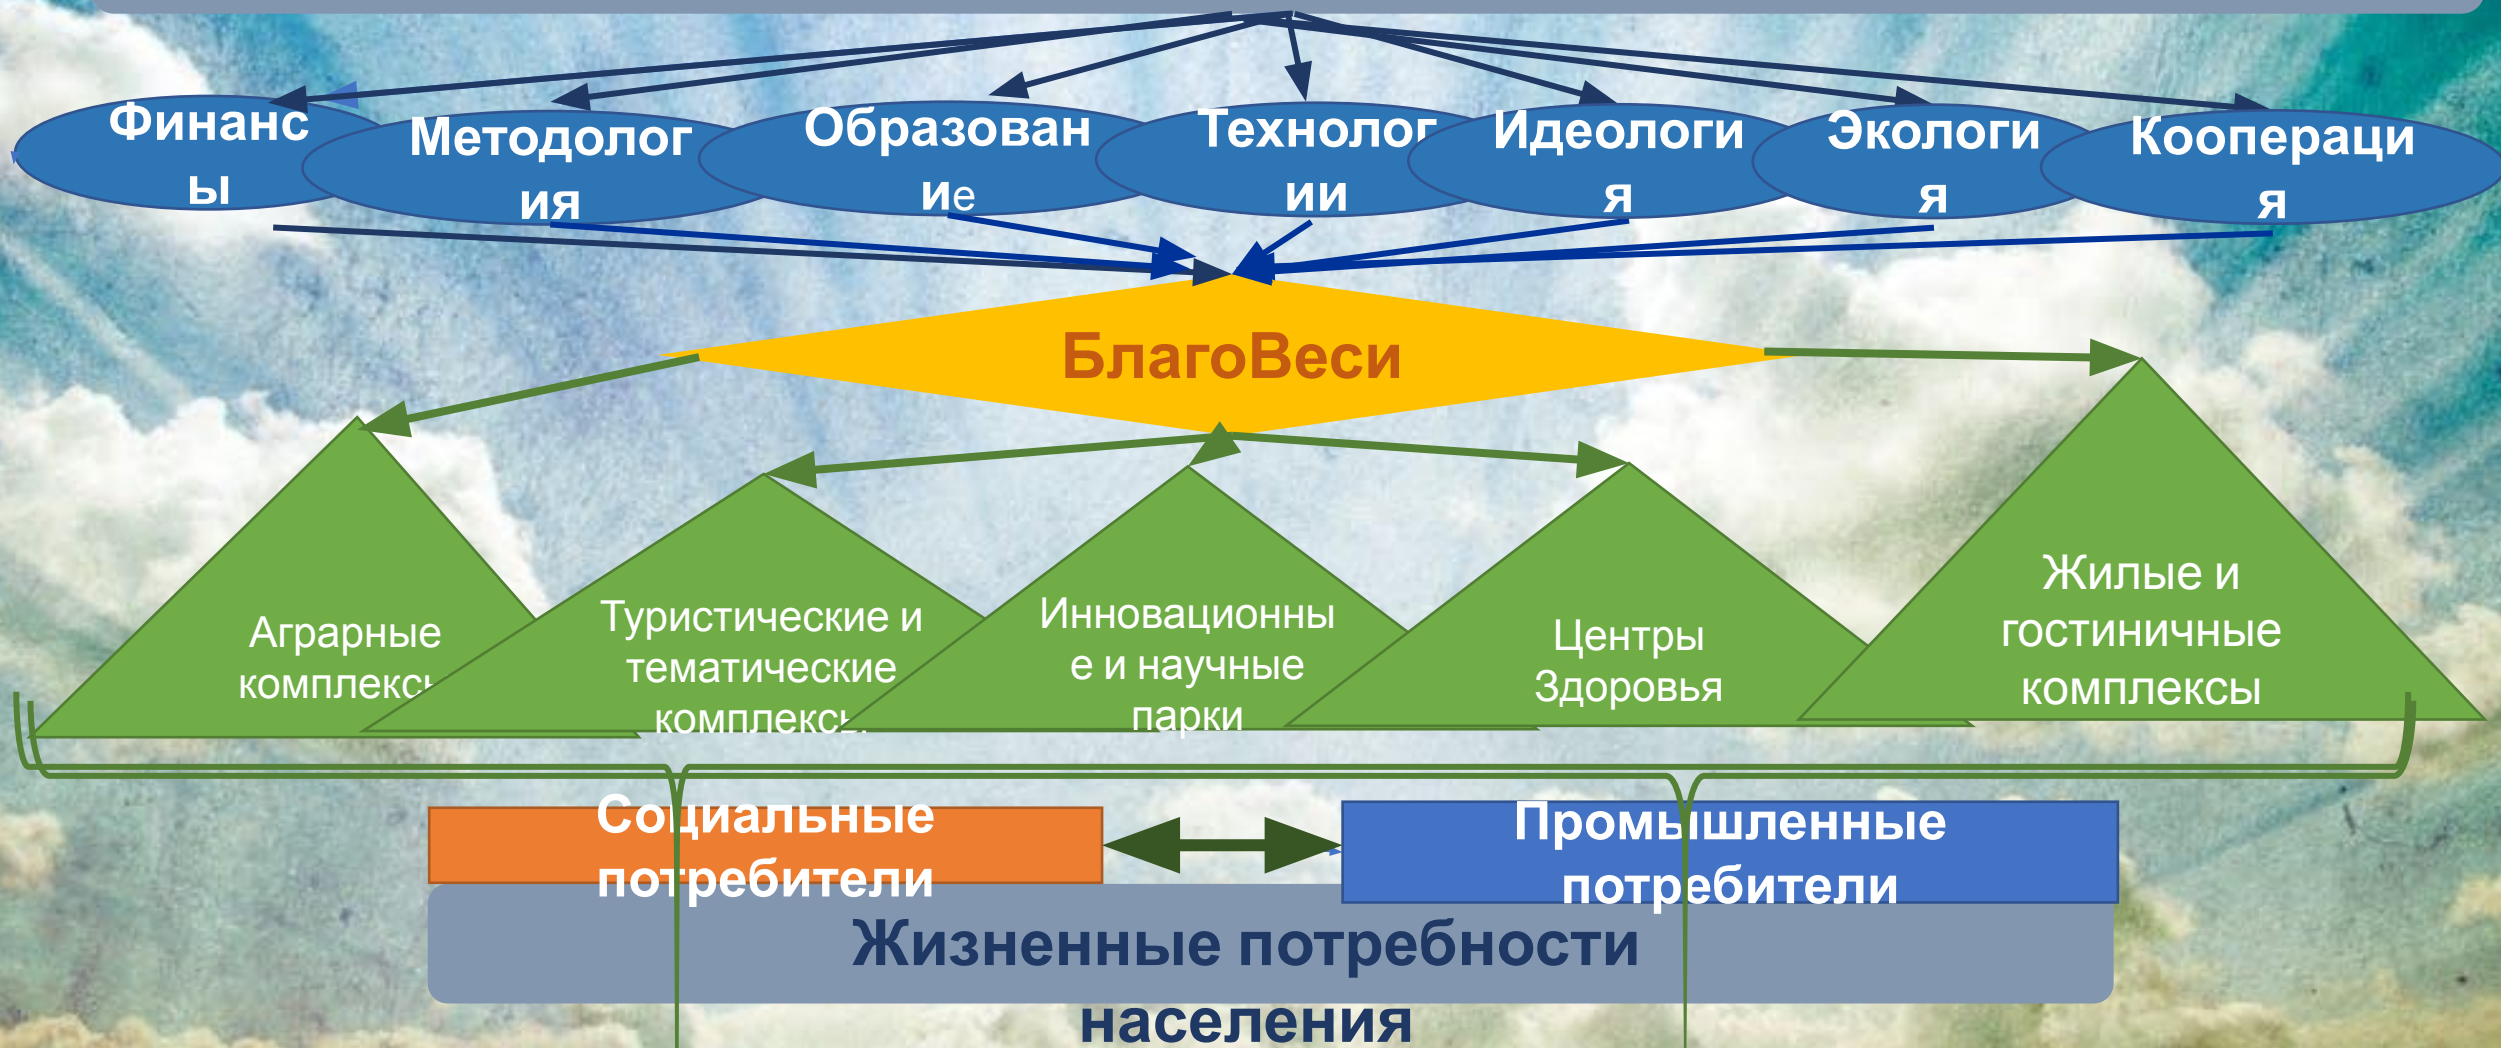 Финанс
ы
Методолог
ия
Образован
ие
Технолог
ии
Идеологи
я
Экологи
я
Коопераци
я
БлагоВеси
Аграрные
комплексы
Туристические и
тематические
комплексы
Инновационны
е и научные
парки
Центры
Здоровья
Жилые и
гостиничные
комплексы
Социальные
потребители
Промышленные
потребители
Жизненные потребности
населения